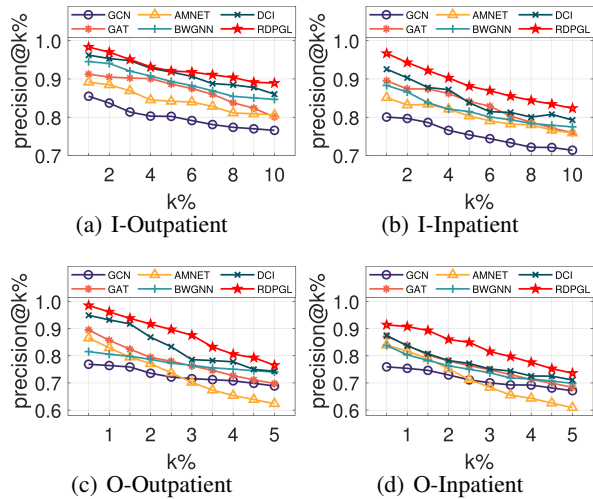 GCN AMNET DCI
GAT BWGNN RDPGL
1.0
0.9
0.8
0.7
precision@k%
2 4 6 8 10
k%
(a) I-Outpatient
GCN AMNET DCI
GAT BWGNN RDPGL
1.0
0.9
0.8
0.7
precision@k%
2 4 6 8 10
k%
(b) I-Inpatient
GCN AMNET DCI
GAT BWGNN RDPGL
1.0
0.9
0.8
0.7
0.6
precision@k%
1 2 3 4 5
k%
(c) O-Outpatient
GCN AMNET DCI
GAT BWGNN RDPGL
1.0
0.9
0.8
0.7
0.6
precision@k%
1 2 3 4 5
k%
(d) O-Inpatient